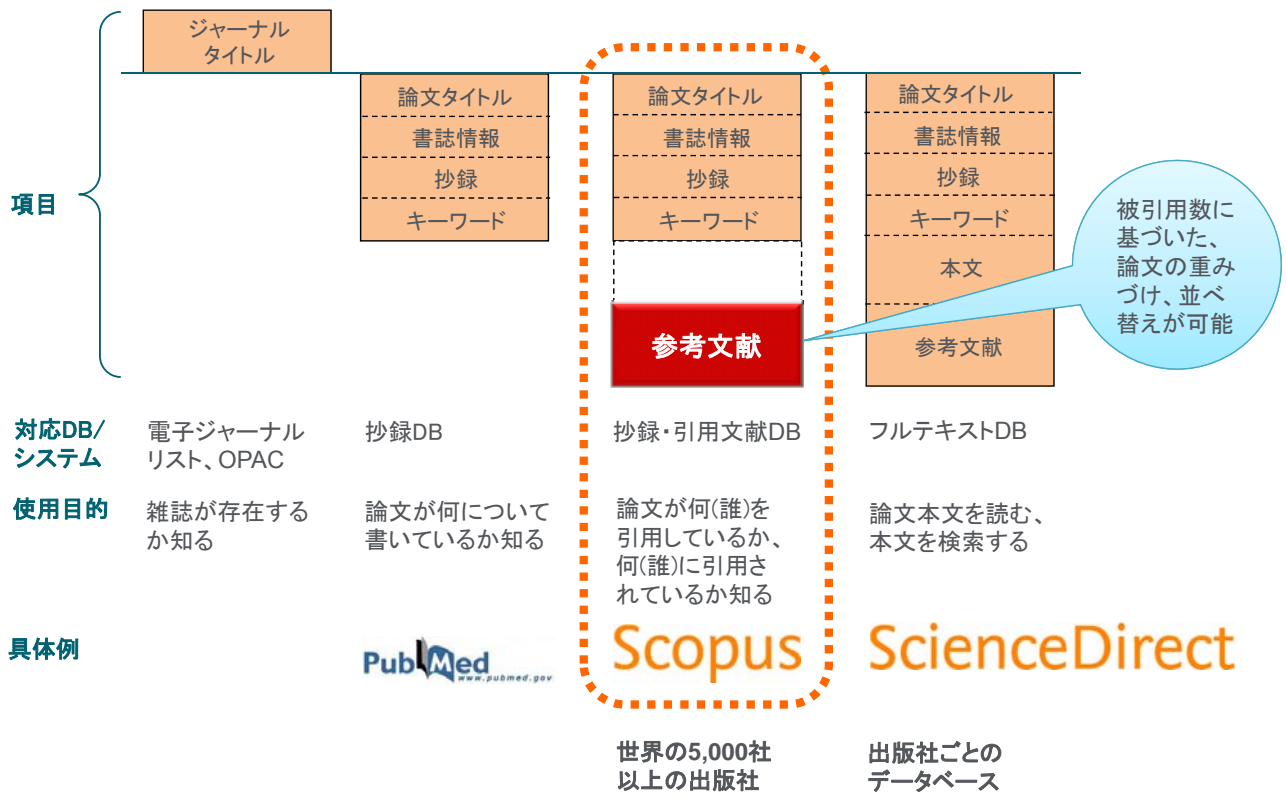 ジャーナル
タイトル
論文タイトル
書誌情報
抄録
キーワード
論文タイトル
書誌情報
抄録
キーワード
参考文献
論文タイトル
書誌情報
抄録
キーワード
本文
参考文献
被引用数に
基づいた、
論文の重み
づけ、並べ
替えが可能
項目
対応DB/
システム
電子ジャーナル
リスト、OPAC
抄録DB
抄録・引用文献DB
フルテキストDB
使用目的
雑誌が存在する
か知る
論文が何について
書いているか知る
論文が何(誰)を
引用しているか、
何(誰)に引用さ
れているか知る
論文本文を読む、
本文を検索する
具体例
PubMed
www.pubmed.gov
Scopus
ScienceDirect
世界の5,000社
以上の出版社
出版社ごとの
データベース